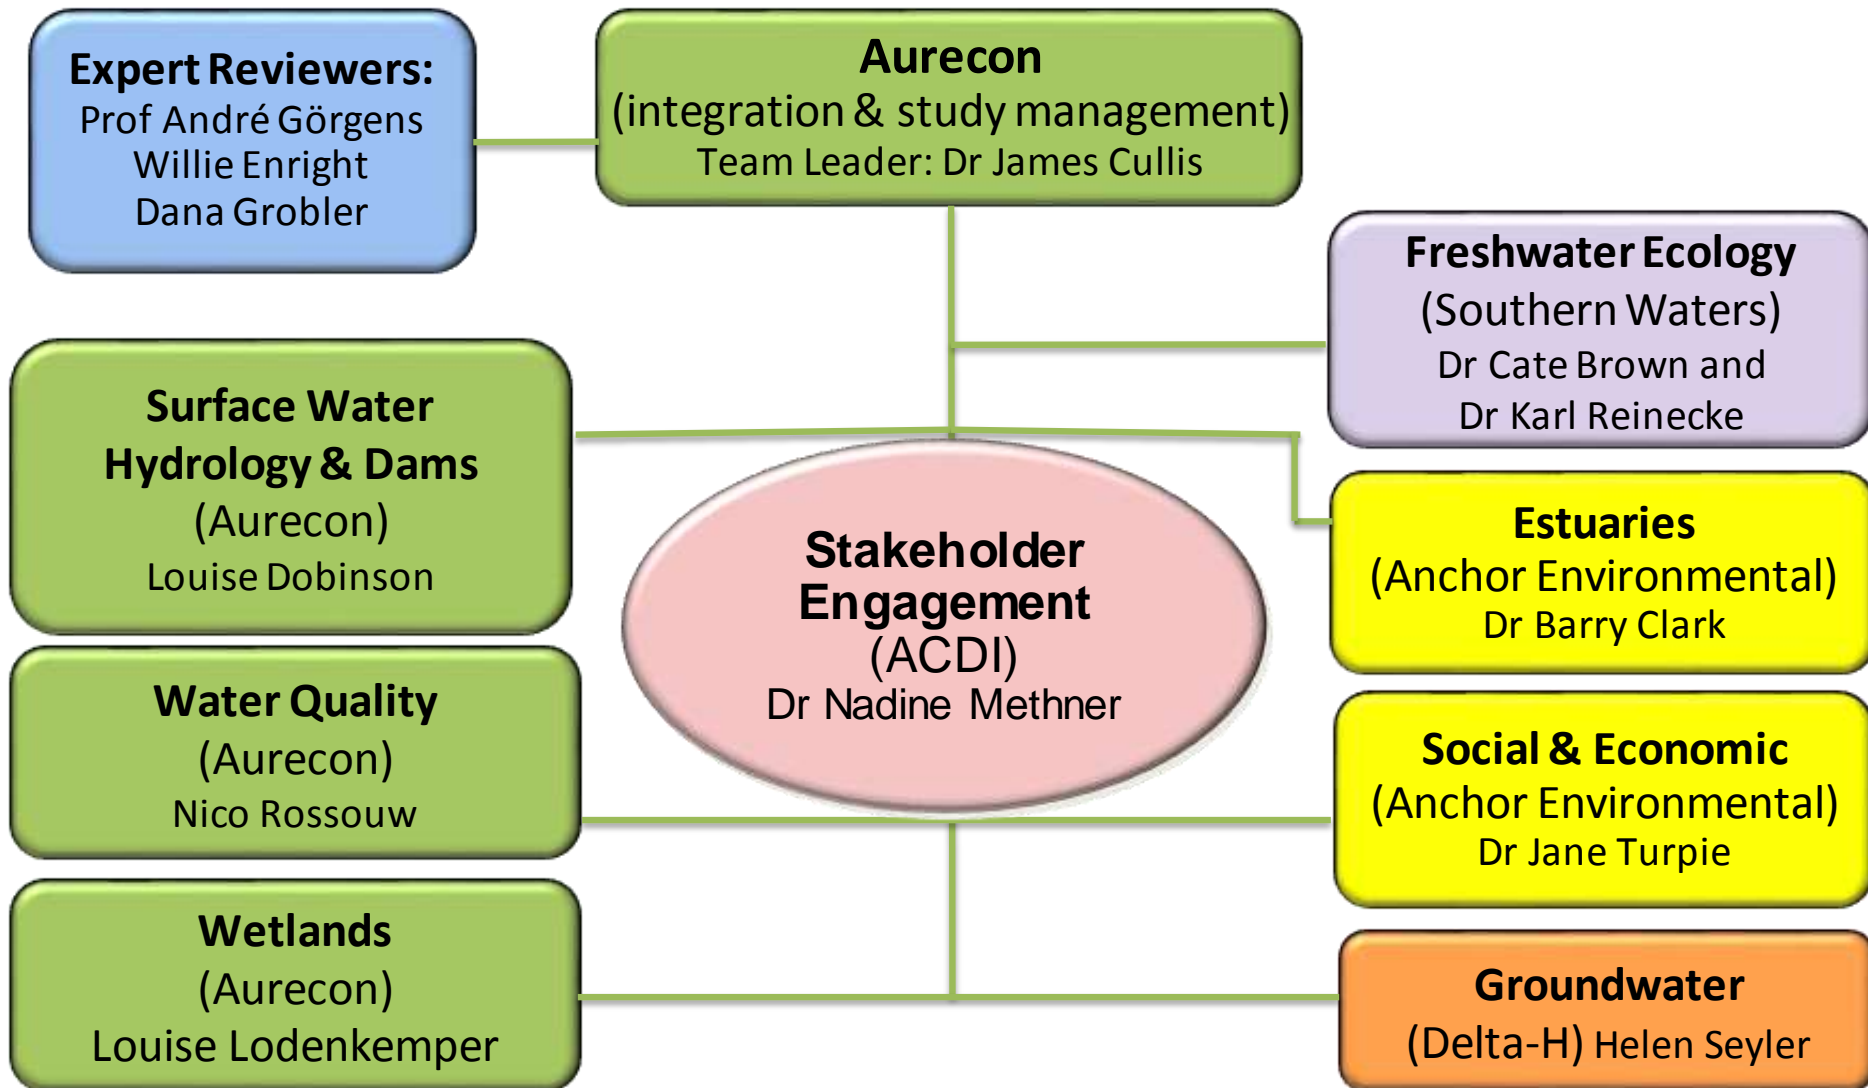 Expert Reviewers:
Prof André Görgens
Willie Enright
Dana Grobler
Aurecon
(integration & study management)
Team Leader: Dr James Cullis
Freshwater Ecology
(Southern Waters)
Dr Cate Brown and
Dr Karl Reinecke
Surface Water
Hydrology & Dams
(Aurecon)
Louise Dobinson
Stakeholder
Engagement
(ACDI)
Dr Nadine Methner
Estuaries
(Anchor Environmental)
Dr Barry Clark
Water Quality
(Aurecon)
Nico Rossouw
Social & Economic
(Anchor Environmental)
Dr Jane Turpie
Wetlands
(Aurecon)
Louise Lodenkemper
Groundwater
(Delta-H) Helen Seyler